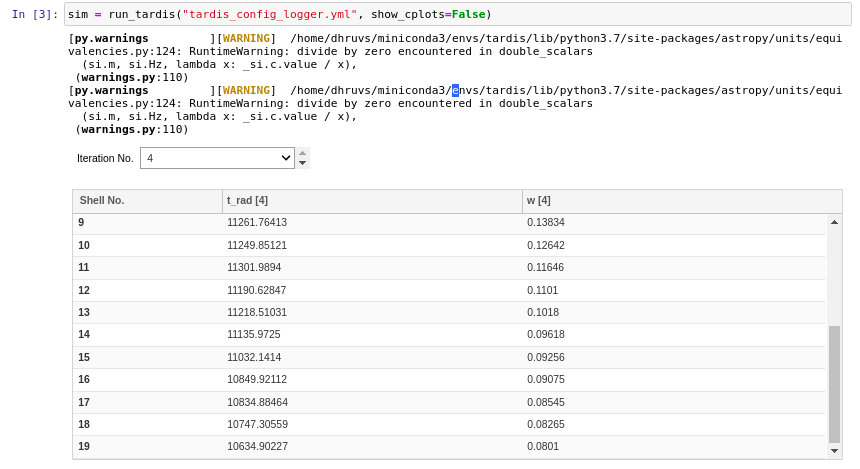 In [3]: sim = run_tardis("tardis_config_logger.yml", show_cplots=False)
[py.warnings         ][WARNING]  /home/dhruvs/miniconda3/envs/tardis/lib/python3.7/site-packages/astropy/units/equi
valencies.py:124: RuntimeWarning: divide by zero encountered in double_scalars
  (si.m, si.Hz, lambda x: _si.c.value / x),
 (warnings.py:110)
[py.warnings         ][WARNING]  /home/dhruvs/miniconda3/envs/tardis/lib/python3.7/site-packages/astropy/units/equi
valencies.py:124: RuntimeWarning: divide by zero encountered in double_scalars
  (si.m, si.Hz, lambda x: _si.c.value / x),
 (warnings.py:110)
Iteration No. 4
Shell No. t_rad [4] w [4]
9 11261.76413 0.13834
10 11249.85121 0.12642
11 11301.9894 0.11646
12 11190.62847 0.1101
13 11218.51031 0.1018
14 11135.9725 0.09618
15 11032.1414 0.09256
16 10849.92112 0.09075
17 10834.88464 0.08545
18 10747.30559 0.08265
19 10634.90227 0.0801